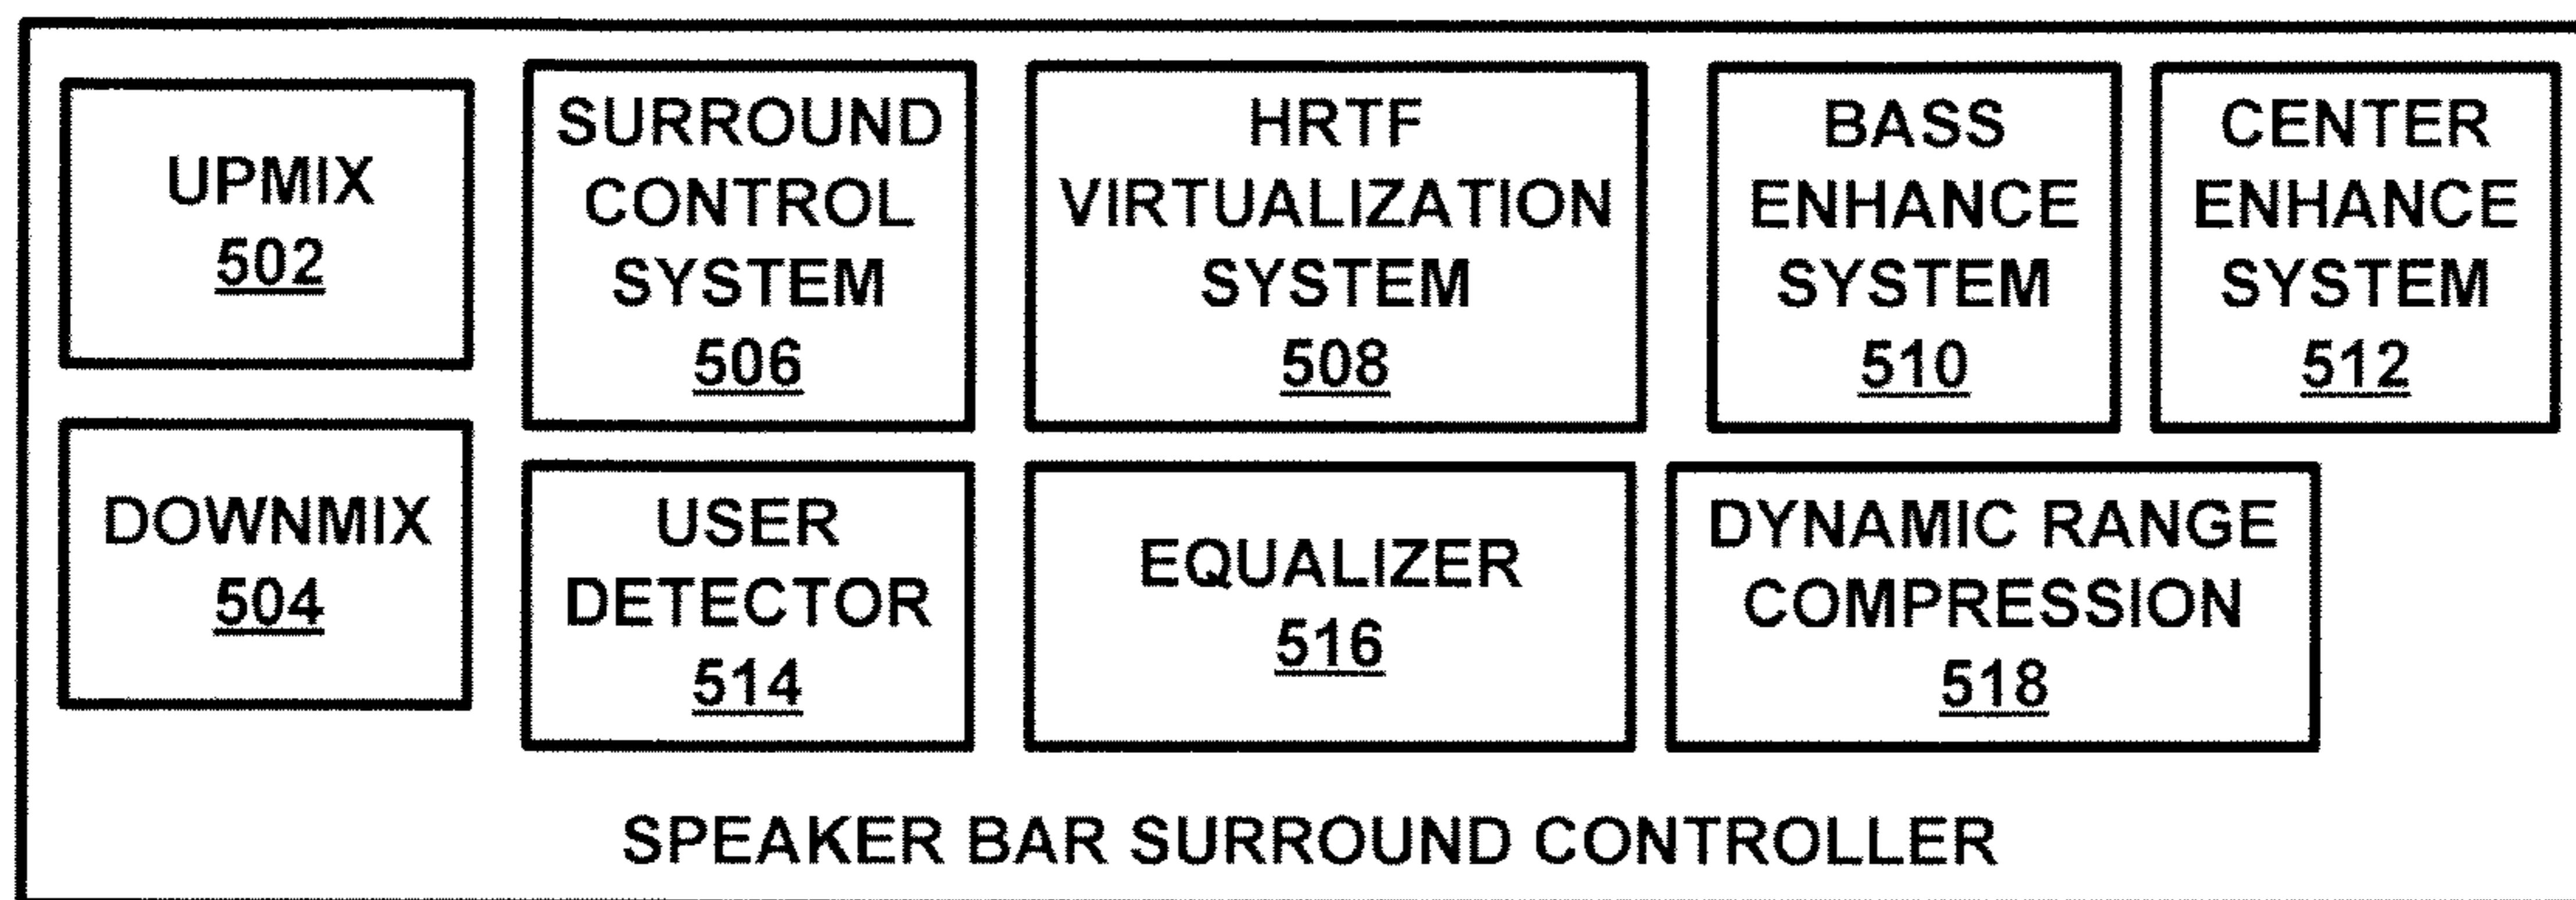 UPMIX
502
SURROUND
CONTROL
SYSTEM
506
HRTF
VIRTUALIZATION
SYSTEM
508
BASS
ENHANCE
SYSTEM
510
CENTER
ENHANCE
SYSTEM
512
DOWNMIX
504
USER
DETECTOR
514
EQUALIZER
516
DYNAMIC RANGE
COMPRESSION
518
SPEAKER BAR SURROUND CONTROLLER